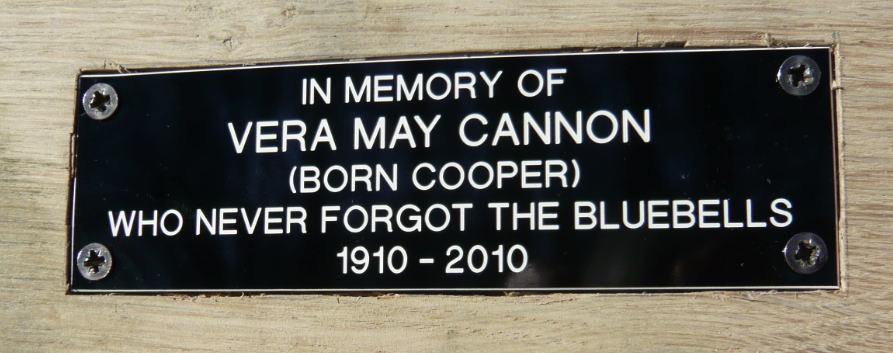 IN MEMORY OF
VERA MAY CANNON
(BORN COOPER)
WHO NEVER FORGOT THE BLUEBELLS
1910 - 2010